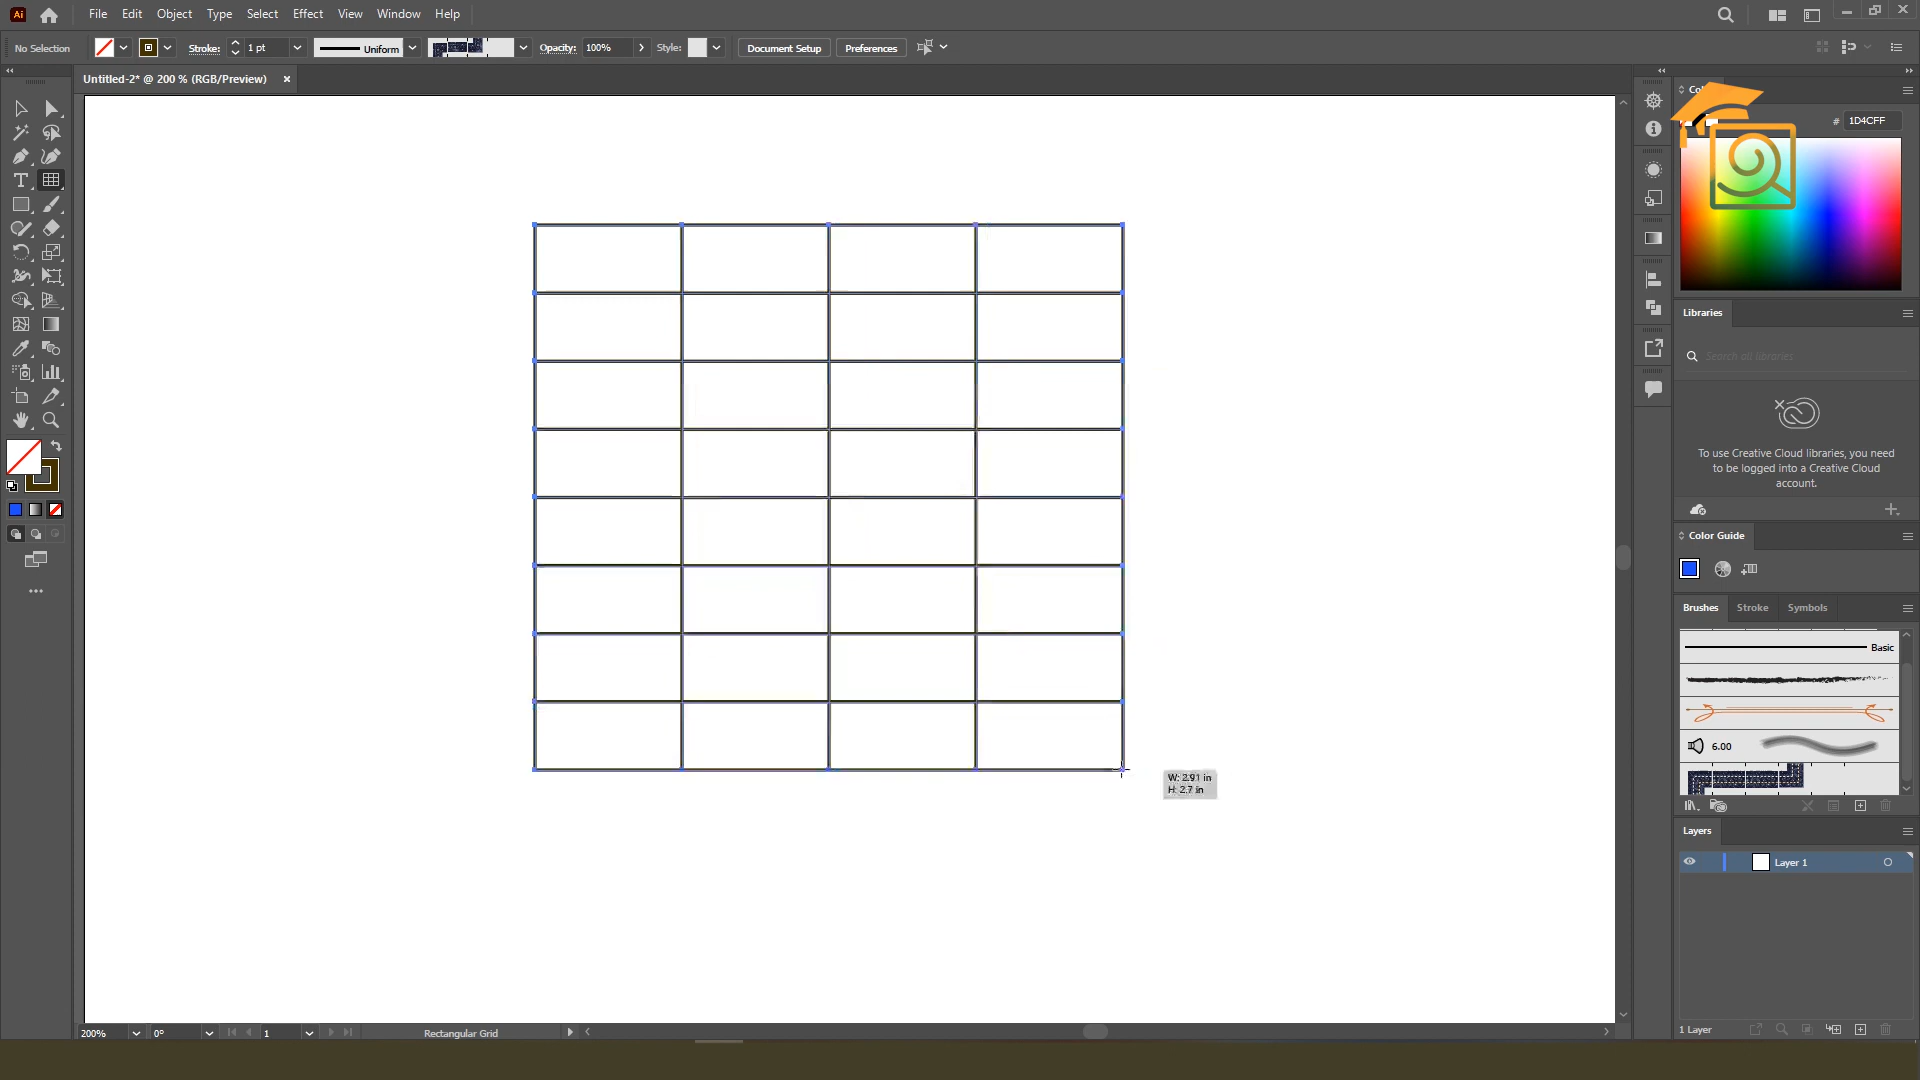 Ai File Edit Object Type Select Effect View Window Help
No Selection Stroke: 1 pt Uniform Opacity: 100% Style: Document Setup Preferences
Untitled-2* @ 200 % (RGB/Preview)
# 1D4CFF
Libraries
Search all libraries
To use Creative Cloud libraries, you need
to be logged into a Creative Cloud
account.
Color Guide
Brushes Stroke Symbols
Basic
6.00
W: 2.91 in
H: 2.7 in
Layers
Layer 1
1 Layer
200% 0° 1 Rectangular Grid